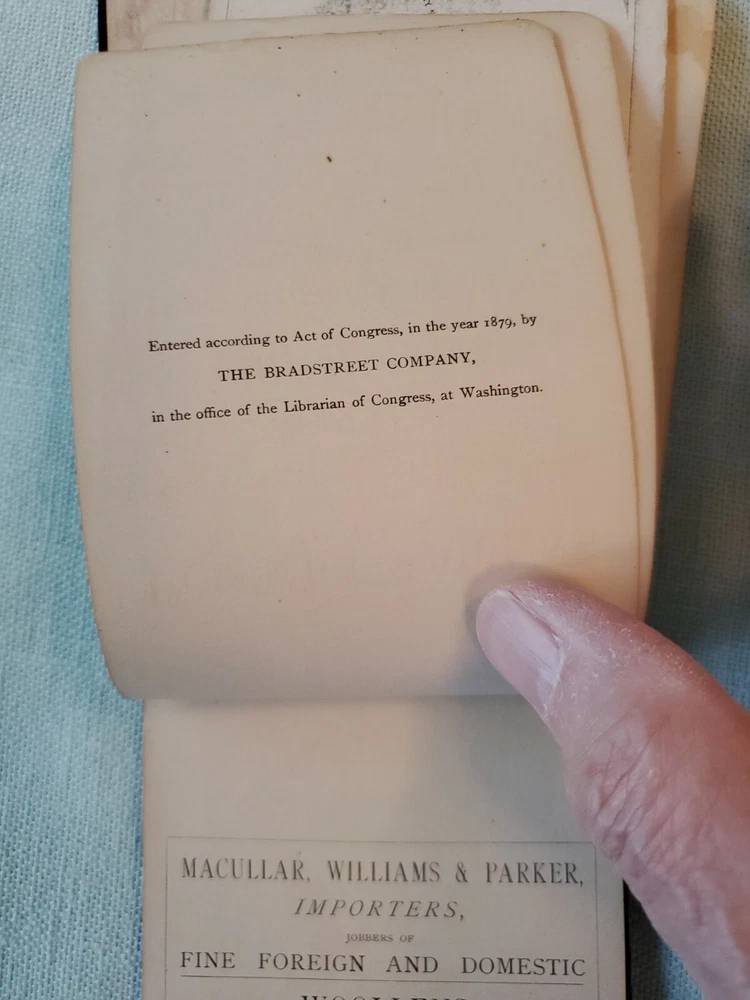 Entered according to Act of Congress, in the year 1879, by
THE BRADSTREET COMPANY,
in the office of the Librarian of Congress, at Washington.
MACULLAR, WILLIAMS & PARKER,
IMPORTERS,
JOBBERS OF
FINE FOREIGN AND DOMESTIC